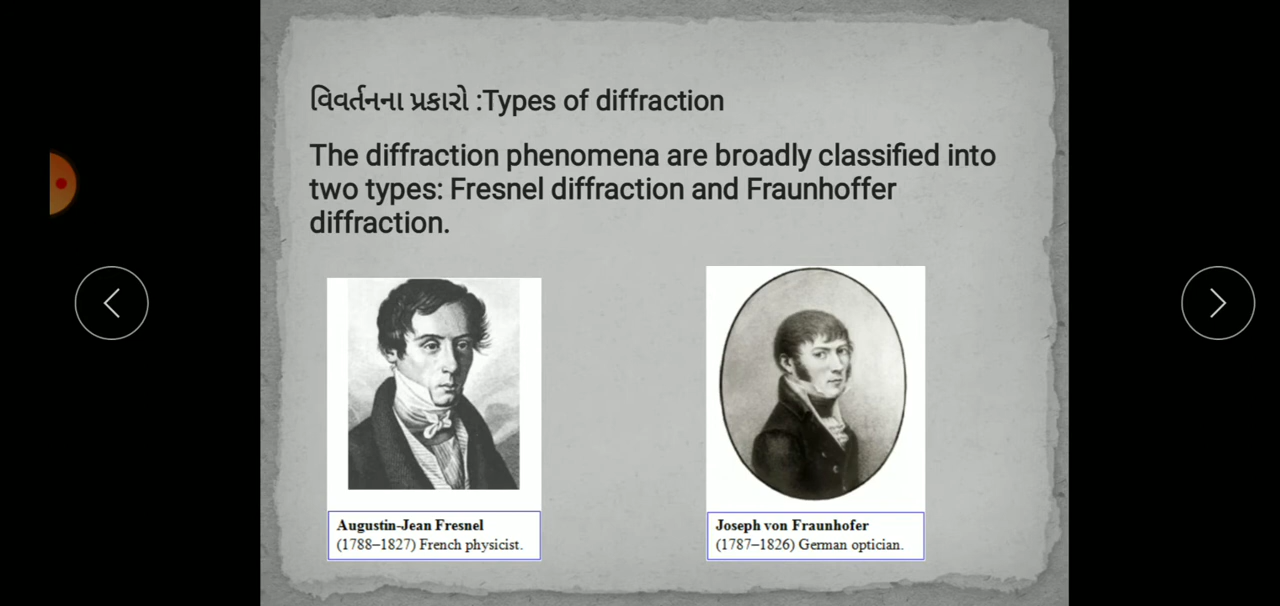 વિવર્તનના પ્રકારો :Types of diffraction
The diffraction phenomena are broadly classified into
two types: Fresnel diffraction and Fraunhoffer
diffraction.
Augustin-Jean Fresnel
(1788–1827) French physicist.
Joseph von Fraunhofer
(1787–1826) German optician.